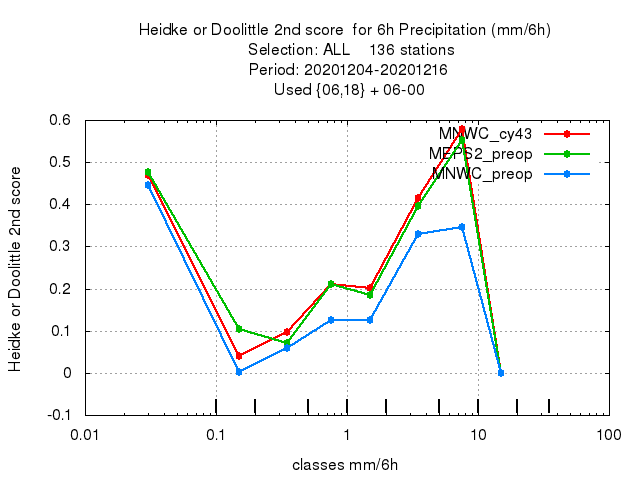 Heidke or Doolittle 2nd score  for 6h Precipitation (mm/6h)
Selection: ALL    136 stations
Period: 20201204-20201216
Used {06,18} + 06-00
0.6
MNWC_cy43
MEPS2_preop
MNWC_preop
0.5
0.4
0.3
0.2
0.1
0
-0.1
Heidke or Doolittle 2nd score
0.01 0.1 1 10 100
classes mm/6h